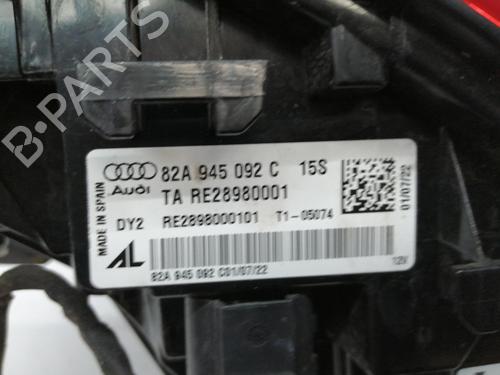 B-Parts
82A 945 092 C 15S
Audi
TA RE28980001
DY2 RE2898000101 T1-05074
82A 945 092 C01/07/22
12V
MADE IN SPAIN
AL
01/07/22